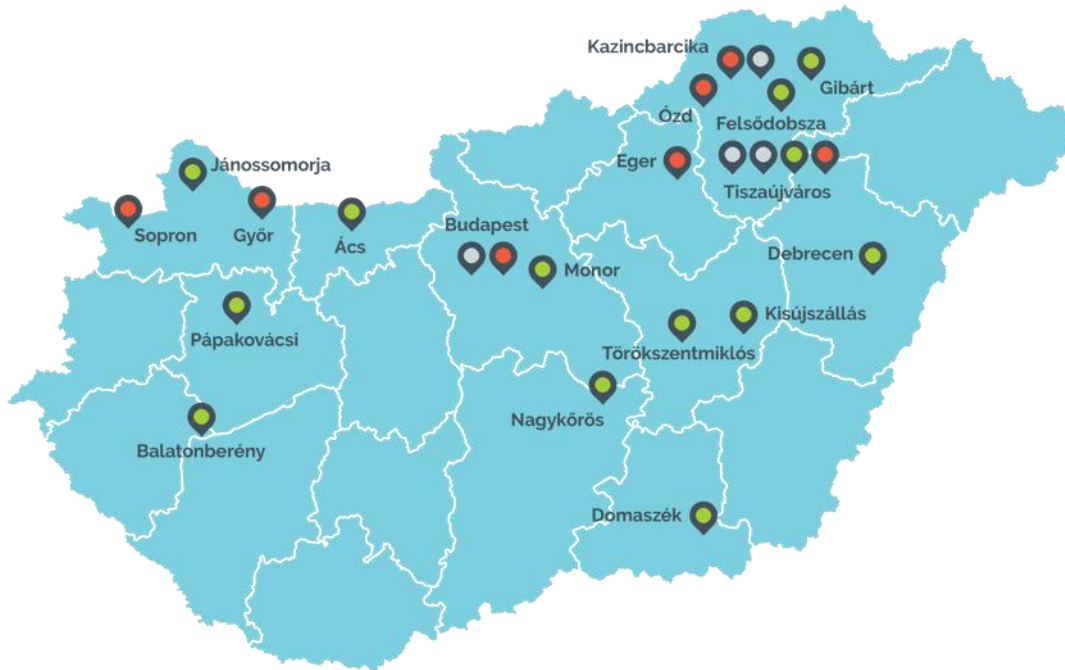 Kazincbarcika
Gibárt
Ózd
Felsődobsza
Jánossomorja
Eger
Tiszaújváros
Sopron
Győr
Ács
Budapest
Monor
Debrecen
Pápakovácsi
Kisújszállás
Törökszentmiklós
Nagykőrös
Balatonberény
Domaszék